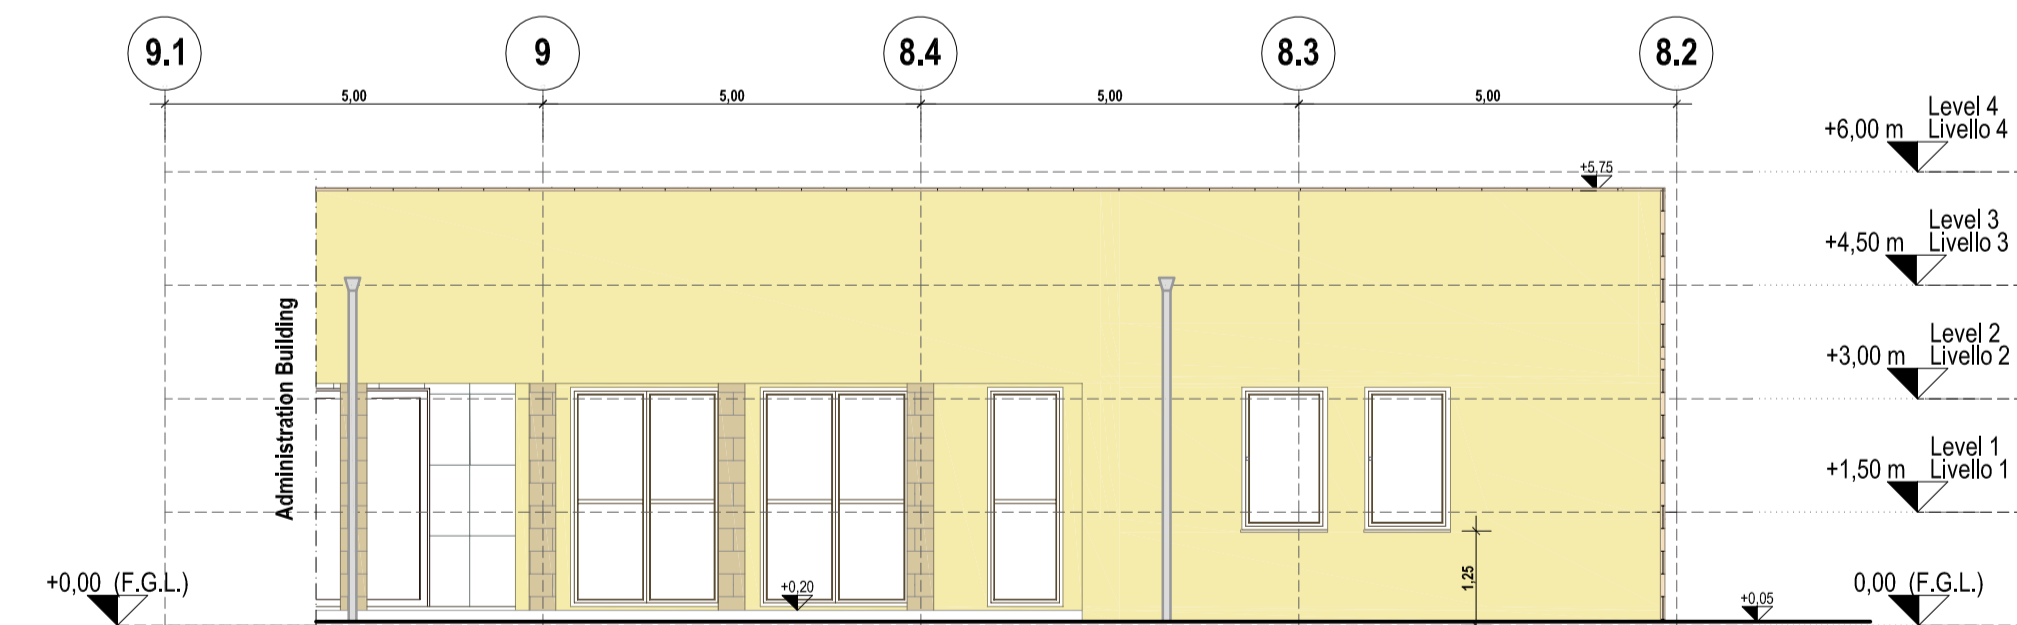 9.1
9
8.4
8.3
8.2
5,00
5,00
5,00
5,00
Level 4
+6,00 m Livello 4
+5,75
Level 3
+4,50 m Livello 3
Administration Building
Level 2
+3,00 m Livello 2
Level 1
+1,50 m Livello 1
1,25
+0,00 (F.G.L.)
+0,20
+0,05
0,00 (F.G.L.)